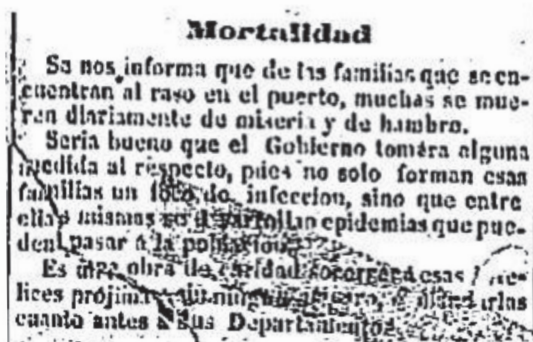 Mortalidad
Se nos informa que de las familias que se en-
cuentran al raso en el puerto, muchas se mue-
ren diariamente de miseria y de hambre.
Seria bueno que el Gobierno tomára alguna
medida al respecto, pues no solo forman esas
familias un foco de infeccion, sino que entre
ellas mismas se desarrollan epidemias que pue-
den pasar á la poblacion.
Es una obra de caridad socorrer á esas
lices prójimas
cuanto antes á sus Departamentos